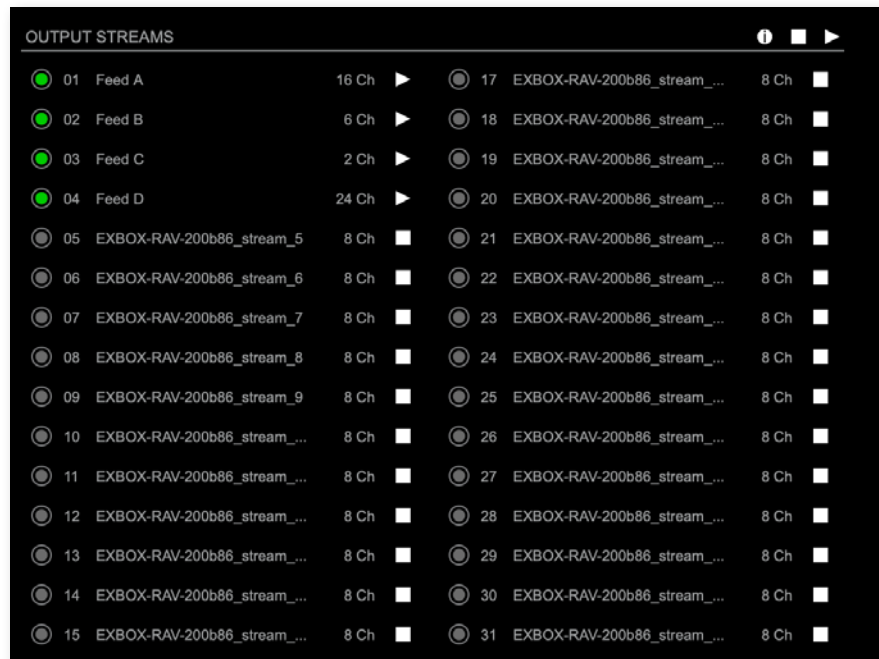 OUTPUT STREAMS
01 Feed A 16 Ch
02 Feed B 6 Ch
03 Feed C 2 Ch
04 Feed D 24 Ch
05 EXBOX-RAV-200b86_stream_5 8 Ch
06 EXBOX-RAV-200b86_stream_6 8 Ch
07 EXBOX-RAV-200b86_stream_7 8 Ch
08 EXBOX-RAV-200b86_stream_8 8 Ch
09 EXBOX-RAV-200b86_stream_9 8 Ch
10 EXBOX-RAV-200b86_stream_... 8 Ch
11 EXBOX-RAV-200b86_stream_... 8 Ch
12 EXBOX-RAV-200b86_stream_... 8 Ch
13 EXBOX-RAV-200b86_stream_... 8 Ch
14 EXBOX-RAV-200b86_stream_... 8 Ch
15 EXBOX-RAV-200b86_stream_... 8 Ch
17 EXBOX-RAV-200b86_stream_... 8 Ch
18 EXBOX-RAV-200b86_stream_... 8 Ch
19 EXBOX-RAV-200b86_stream_... 8 Ch
20 EXBOX-RAV-200b86_stream_... 8 Ch
21 EXBOX-RAV-200b86_stream_... 8 Ch
22 EXBOX-RAV-200b86_stream_... 8 Ch
23 EXBOX-RAV-200b86_stream_... 8 Ch
24 EXBOX-RAV-200b86_stream_... 8 Ch
25 EXBOX-RAV-200b86_stream_... 8 Ch
26 EXBOX-RAV-200b86_stream_... 8 Ch
27 EXBOX-RAV-200b86_stream_... 8 Ch
28 EXBOX-RAV-200b86_stream_... 8 Ch
29 EXBOX-RAV-200b86_stream_... 8 Ch
30 EXBOX-RAV-200b86_stream_... 8 Ch
31 EXBOX-RAV-200b86_stream_... 8 Ch